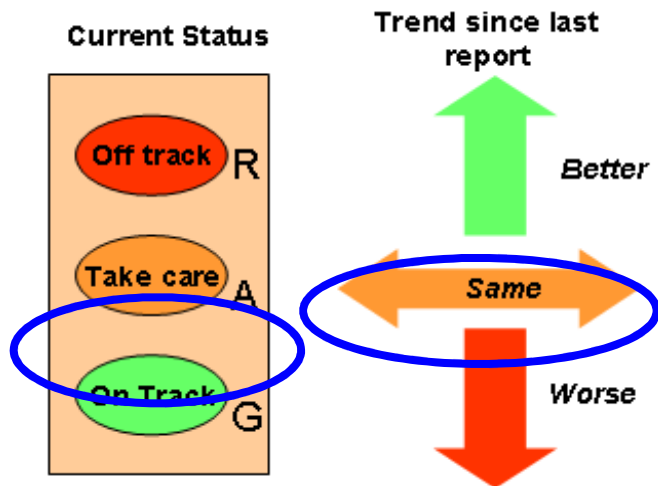 Current Status
Trend since last
report
Off track R
Better
Take care A
Same
On Track G
Worse